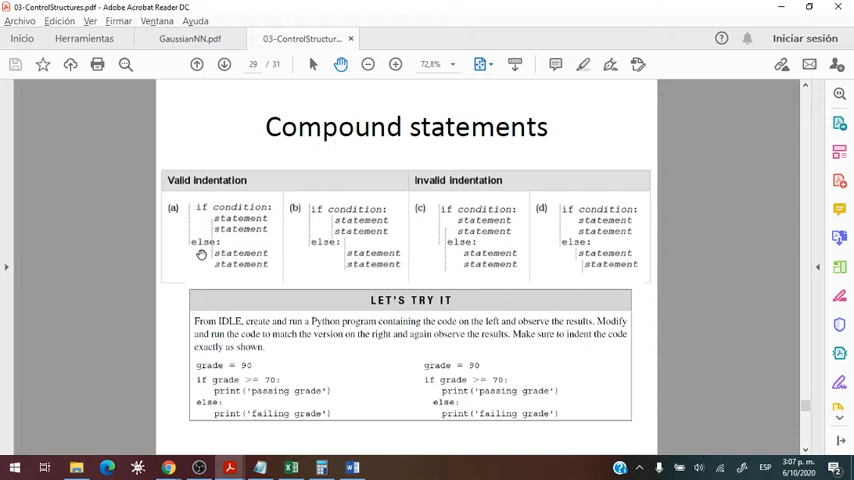 03-ControlStructures.pdf - Adobe Acrobat Reader DC
Archivo Edición Ver Firmar Ventana Ayuda
Inicio Herramientas GaussianNN.pdf 03-ControlStructur... × Iniciar sesión
29 / 31 72,8%
Compound statements
Valid indentation Invalid indentation
(a) if condition: (b) if condition: (c) if condition: (d) if condition:
statement statement statement statement
statement statement statement statement
else: else: else: else:
statement statement statement statement
statement statement statement statement
LET'S TRY IT
From IDLE, create and run a Python program containing the code on the left and observe the results. Modify
and run the code to match the version on the right and again observe the results. Make sure to indent the code
exactly as shown.
grade = 90 grade = 90
if grade >= 70: if grade >= 70:
print('passing grade') print('passing grade')
else: else:
print('failing grade') print('failing grade')
ESP
3:07 p. m.
6/10/2020
2